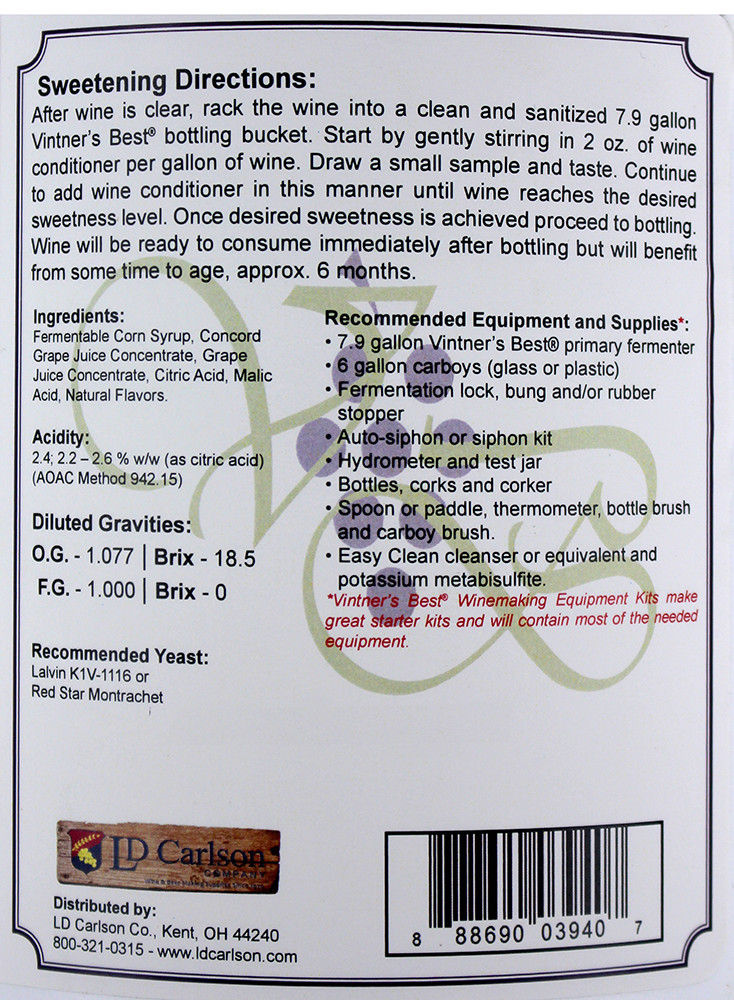 Sweetening Directions:
After wine is clear, rack the wine into a clean and sanitized 7.9 gallon
Vintner's Best® bottling bucket. Start by gently stirring in 2 oz. of wine
conditioner per gallon of wine. Draw a small sample and taste. Continue
to add wine conditioner in this manner until wine reaches the desired
sweetness level. Once desired sweetness is achieved proceed to bottling.
Wine will be ready to consume immediately after bottling but will benefit
from some time to age, approx. 6 months.
Ingredients:
Fermentable Corn Syrup, Concord
Grape Juice Concentrate, Grape
Juice Concentrate, Citric Acid, Malic
Acid, Natural Flavors.
Acidity:
2.4; 2.2 – 2.6 % w/w (as citric acid)
(AOAC Method 942.15)
Diluted Gravities:
O.G. - 1.077 | Brix - 18.5
F.G. - 1.000 | Brix - 0
Recommended Yeast:
Lalvin K1V-1116 or
Red Star Montrachet
Recommended Equipment and Supplies*:
• 7.9 gallon Vintner's Best® primary fermenter
• 6 gallon carboys (glass or plastic)
• Fermentation lock, bung and/or rubber
stopper
• Auto-siphon or siphon kit
• Hydrometer and test jar
• Bottles, corks and corker
• Spoon or paddle, thermometer, bottle brush
and carboy brush.
• Easy Clean cleanser or equivalent and
potassium metabisulfite.
*Vintner's Best® Winemaking Equipment Kits make
great starter kits and will contain most of the needed
equipment.
LD Carlson
COMPANY
Distributed by:
LD Carlson Co., Kent, OH 44240
800-321-0315 - www.ldcarlson.com
8 88690 03940 7